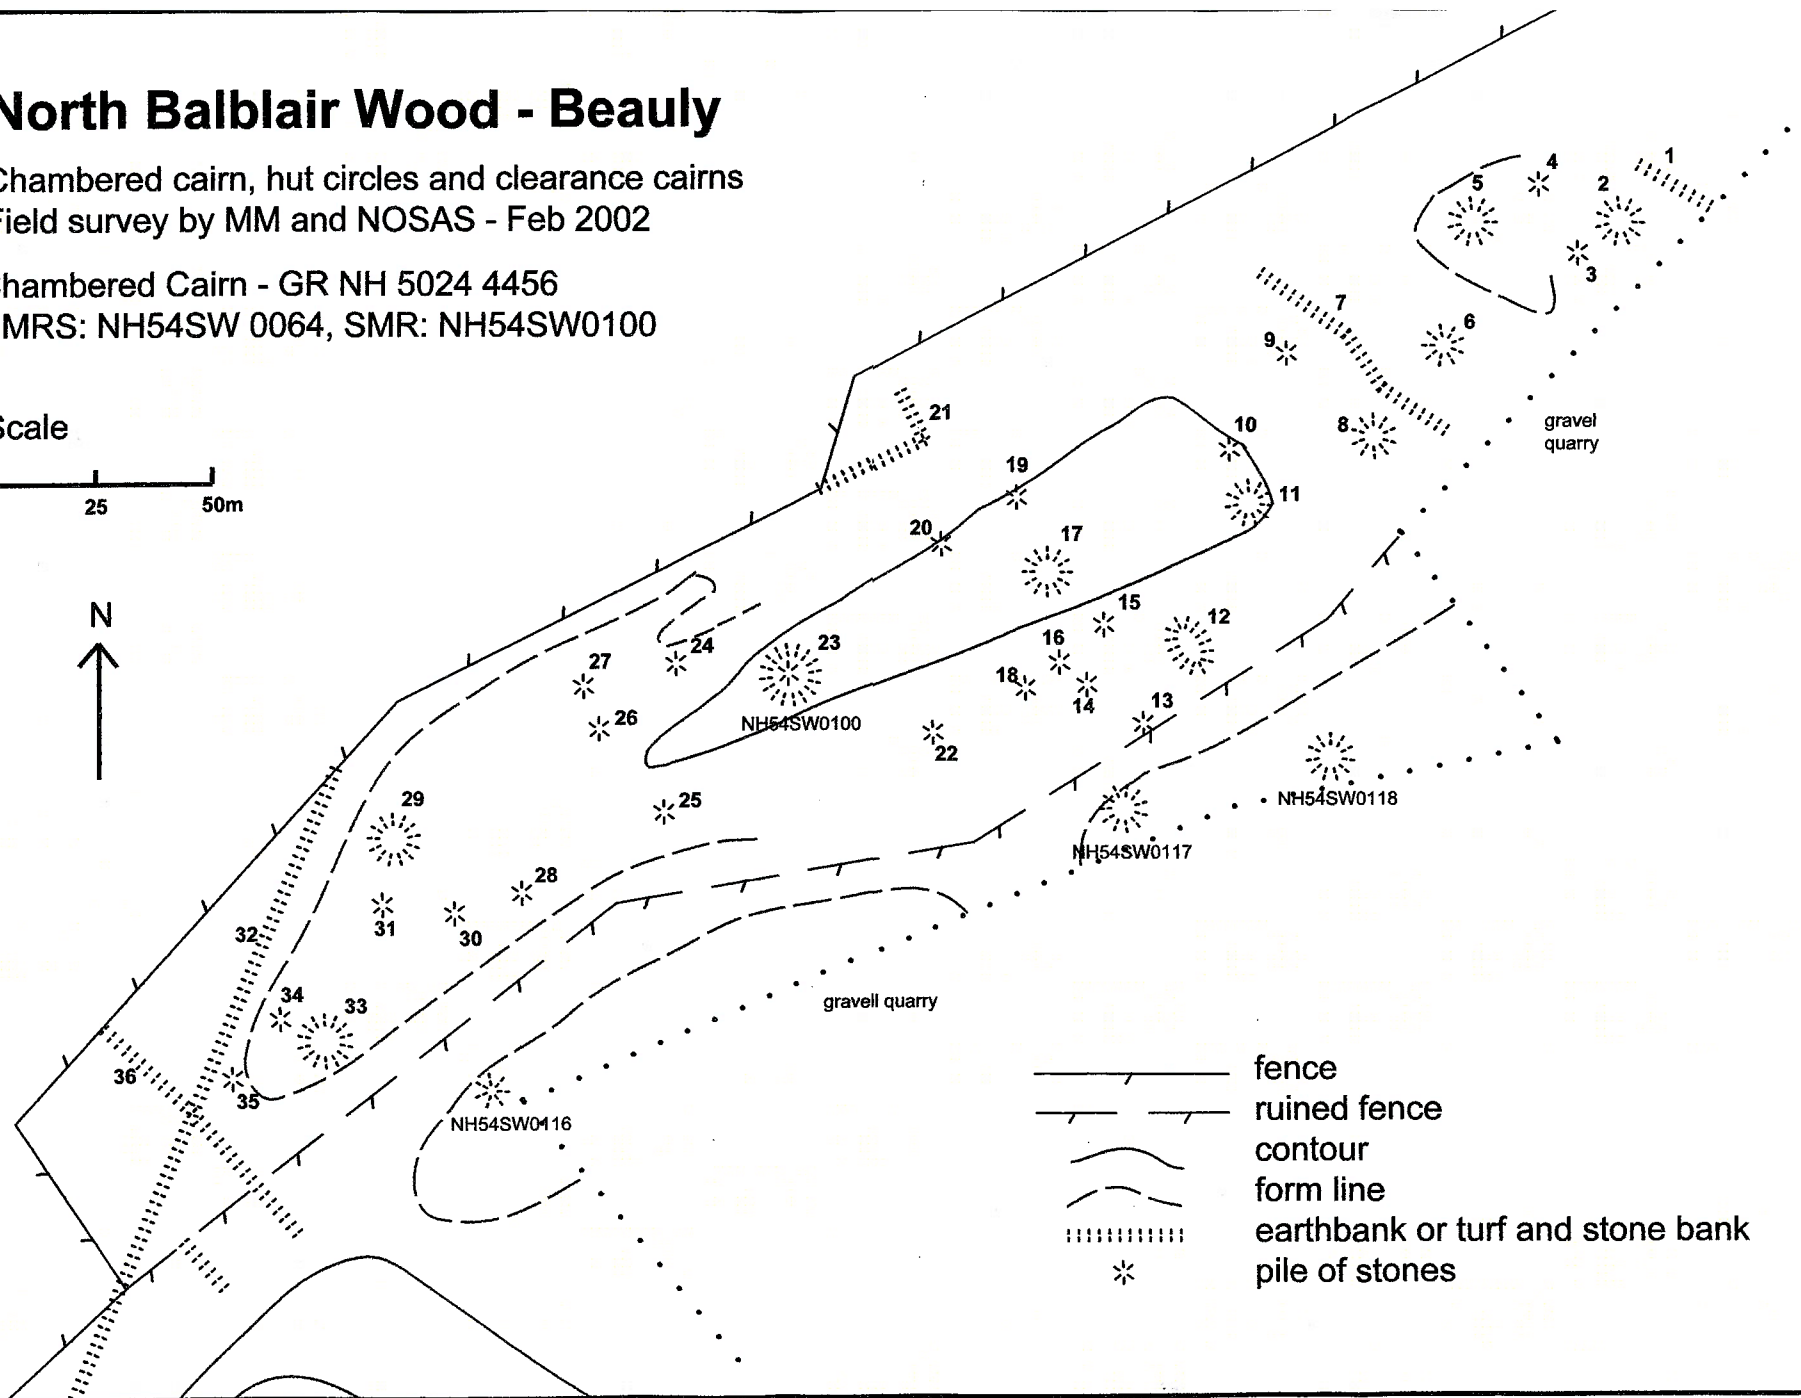 North Balblair Wood - Beauly
Chambered cairn, hut circles and clearance cairns
Field survey by MM and NOSAS - Feb 2002
hambered Cairn - GR NH 5024 4456
MRS: NH54SW 0064, SMR: NH54SW0100
Scale
25 50m
N
1
4
5
2
3
7
6
9
21
gravel
quarry
8
10
19
11
20
17
15
12
16
23
24
27
18
14
13
26
NH54SW0100
22
NH54SW0118
29
25
NH54SW0117
28
31
30
32
34
33
gravell quarry
36
35
NH54SW0116
fence
ruined fence
contour
form line
earthbank or turf and stone bank
pile of stones